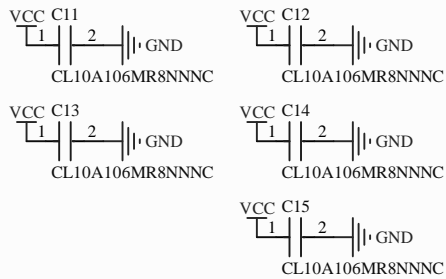 VCC C11
1 2 GND
CL10A106MR8NNNC
VCC C12
1 2 GND
CL10A106MR8NNNC
VCC C13
1 2 GND
CL10A106MR8NNNC
VCC C14
1 2 GND
CL10A106MR8NNNC
VCC C15
1 2 GND
CL10A106MR8NNNC